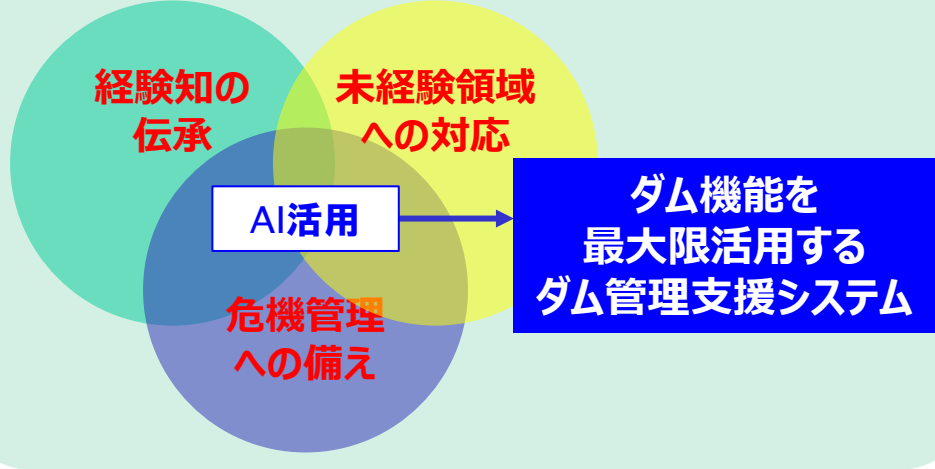 経験知の
伝承
未経験領域
への対応
AI活用
危機管理
への備え
ダム機能を
最大限活用する
ダム管理支援システム